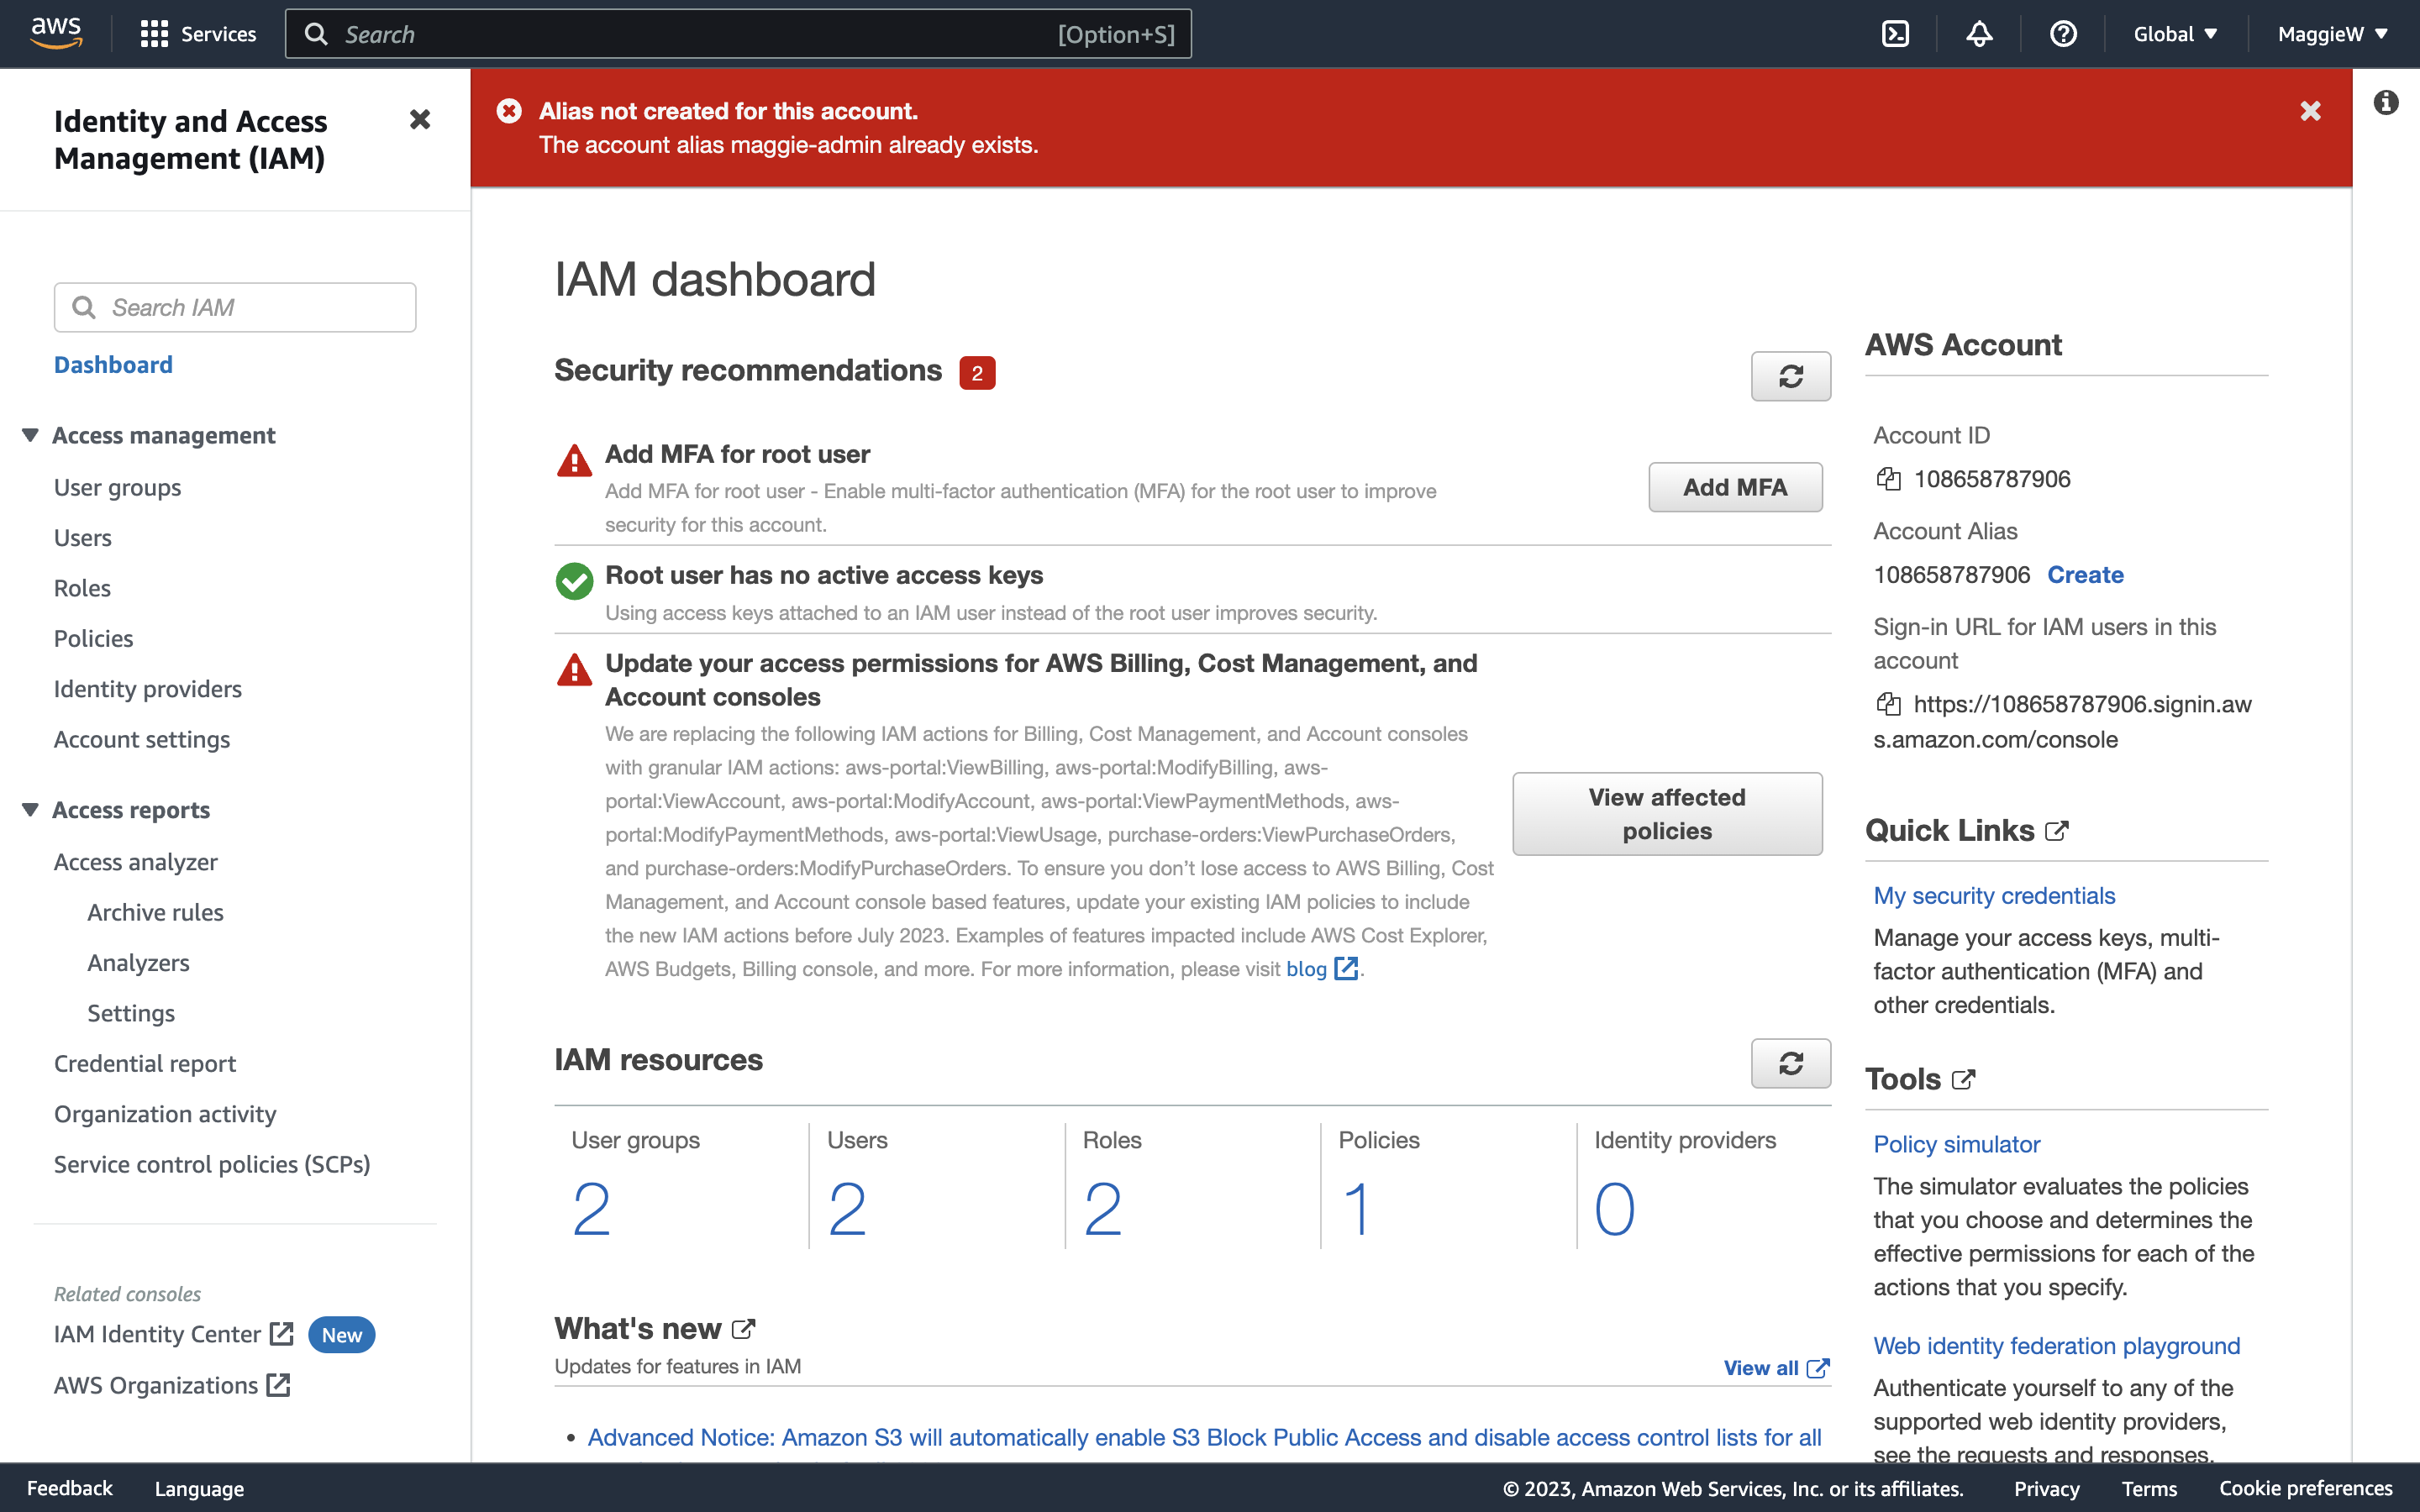 aws
Services
Search
[Option+S]
Global
MaggieW
Identity and Access
Management (IAM)
Search IAM
Dashboard
Access management
User groups
Users
Roles
Policies
Identity providers
Account settings
Access reports
Access analyzer
Archive rules
Analyzers
Settings
Credential report
Organization activity
Service control policies (SCPs)
Related consoles
IAM Identity Center
New
AWS Organizations
Alias not created for this account.
The account alias maggie-admin already exists.
IAM dashboard
Security recommendations 2
Add MFA for root user
Add MFA for root user - Enable multi-factor authentication (MFA) for the root user to improve
security for this account.
Add MFA
Root user has no active access keys
Using access keys attached to an IAM user instead of the root user improves security.
Update your access permissions for AWS Billing, Cost Management, and
Account consoles
We are replacing the following IAM actions for Billing, Cost Management, and Account consoles
with granular IAM actions: aws-portal:ViewBilling, aws-portal:ModifyBilling, aws-
portal:ViewAccount, aws-portal:ModifyAccount, aws-portal:ViewPaymentMethods, aws-
portal:ModifyPaymentMethods, aws-portal:ViewUsage, purchase-orders:ViewPurchaseOrders,
and purchase-orders:ModifyPurchaseOrders. To ensure you don’t lose access to AWS Billing, Cost
Management, and Account console based features, update your existing IAM policies to include
the new IAM actions before July 2023. Examples of features impacted include AWS Cost Explorer,
AWS Budgets, Billing console, and more. For more information, please visit blog.
View affected
policies
IAM resources
User groups
2
Users
2
Roles
2
Policies
1
Identity providers
0
What's new
Updates for features in IAM
View all
• Advanced Notice: Amazon S3 will automatically enable S3 Block Public Access and disable access control lists for all
AWS Account
Account ID
108658787906
Account Alias
108658787906 Create
Sign-in URL for IAM users in this
account
https://108658787906.signin.aw
s.amazon.com/console
Quick Links
My security credentials
Manage your access keys, multi-
factor authentication (MFA) and
other credentials.
Tools
Policy simulator
The simulator evaluates the policies
that you choose and determines the
effective permissions for each of the
actions that you specify.
Web identity federation playground
Authenticate yourself to any of the
supported web identity providers,
see the requests and responses,
Feedback
Language
© 2023, Amazon Web Services, Inc. or its affiliates.
Privacy
Terms
Cookie preferences